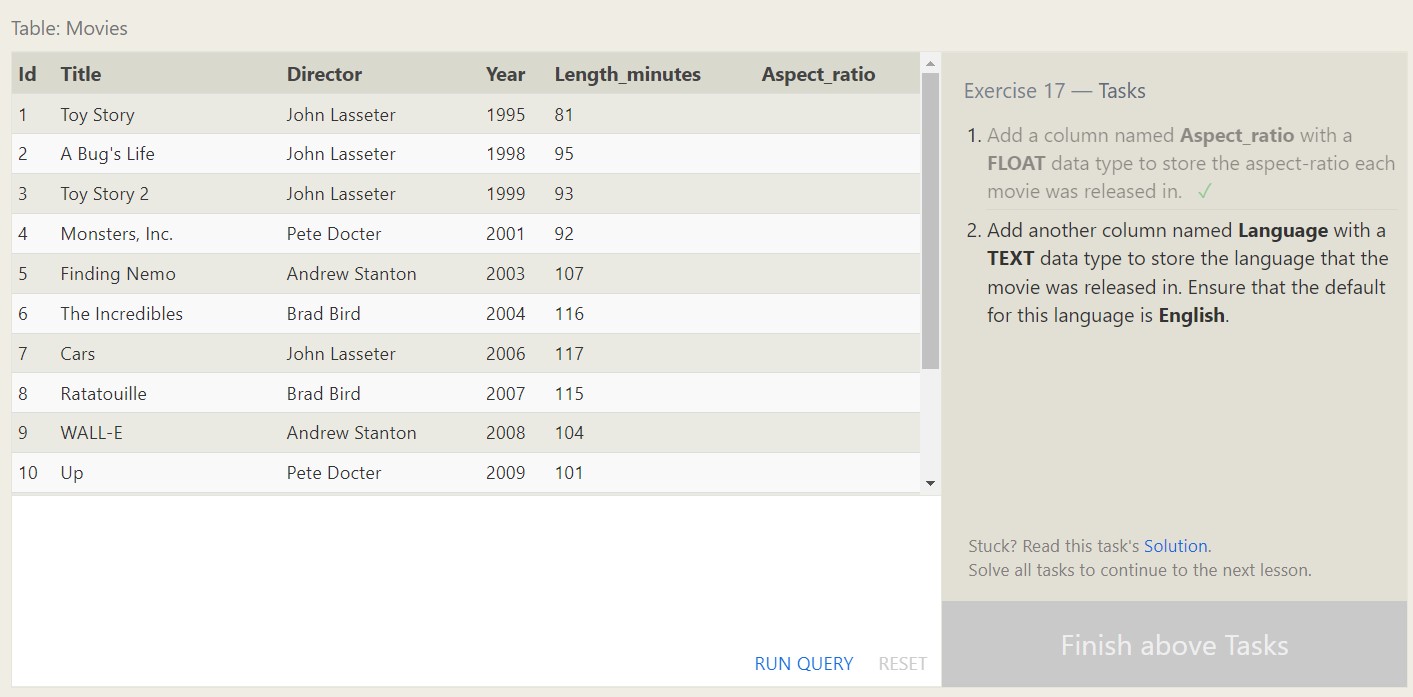 Table: Movies
Id Title Director Year Length_minutes Aspect_ratio
1 Toy Story John Lasseter 1995 81
2 A Bug's Life John Lasseter 1998 95
3 Toy Story 2 John Lasseter 1999 93
4 Monsters, Inc. Pete Docter 2001 92
5 Finding Nemo Andrew Stanton 2003 107
6 The Incredibles Brad Bird 2004 116
7 Cars John Lasseter 2006 117
8 Ratatouille Brad Bird 2007 115
9 WALL-E Andrew Stanton 2008 104
10 Up Pete Docter 2009 101
RUN QUERY RESET
Exercise 17 — Tasks
1. Add a column named Aspect_ratio with a
FLOAT data type to store the aspect-ratio each
movie was released in. ✓
2. Add another column named Language with a
TEXT data type to store the language that the
movie was released in. Ensure that the default
for this language is English.
Stuck? Read this task's Solution.
Solve all tasks to continue to the next lesson.
Finish above Tasks